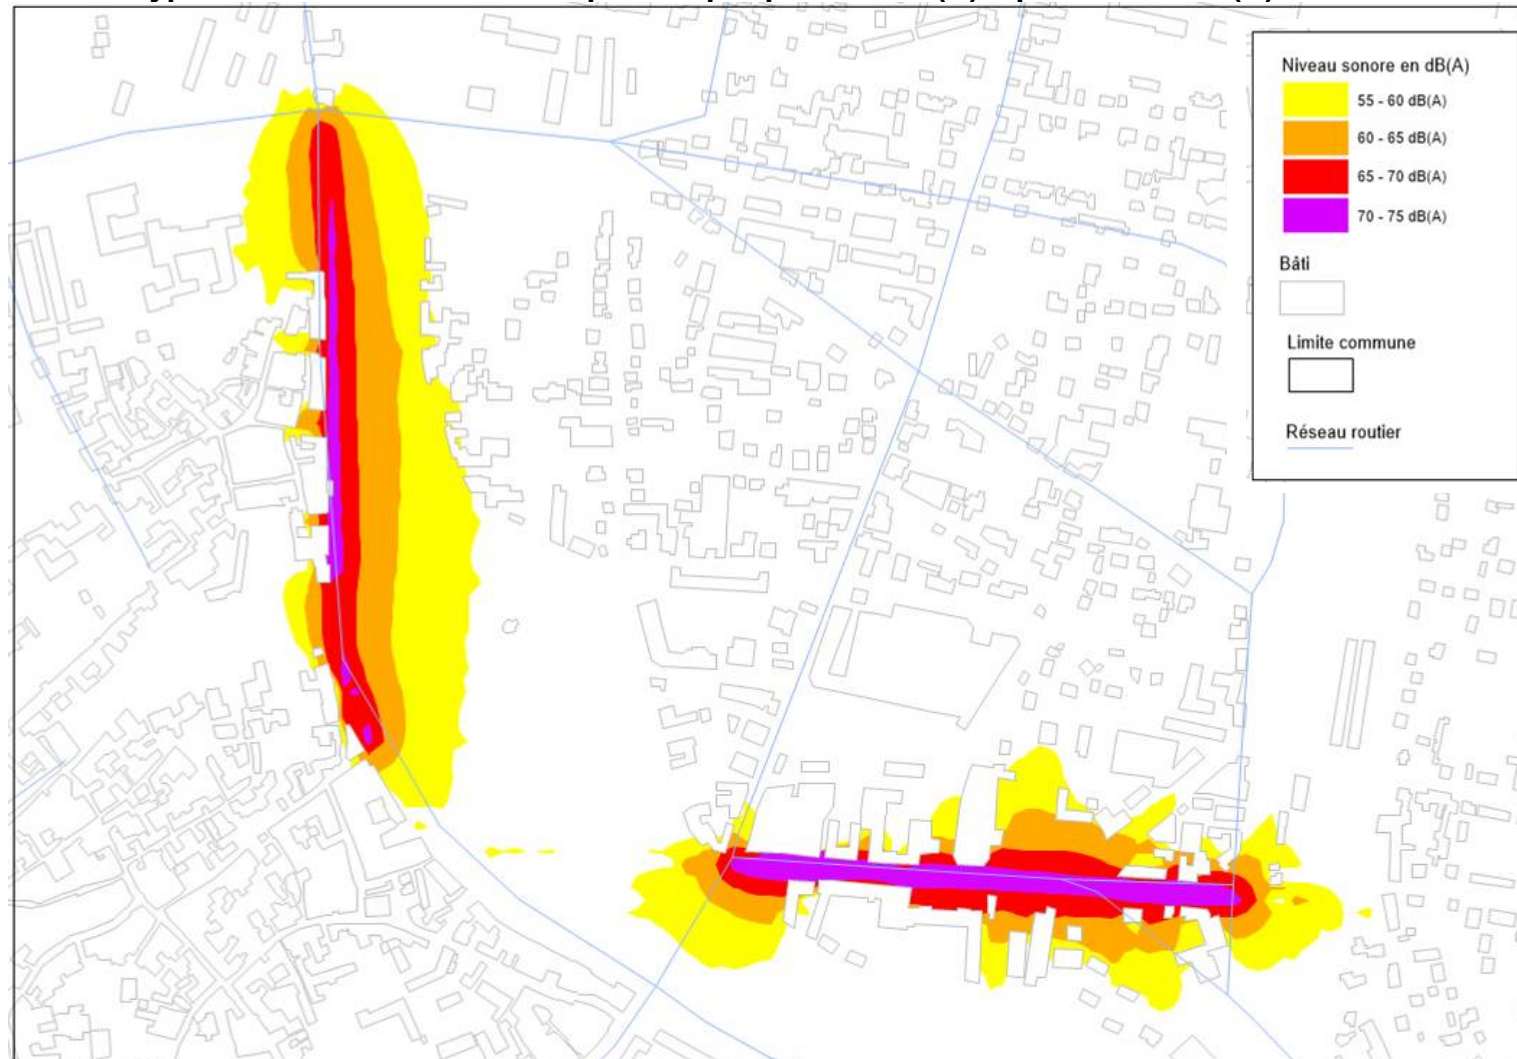 Niveau sonore en dB(A)
55 - 60 dB(A)
60 - 65 dB(A)
65 - 70 dB(A)
70 - 75 dB(A)
Bâti
Limite commune
Réseau routier